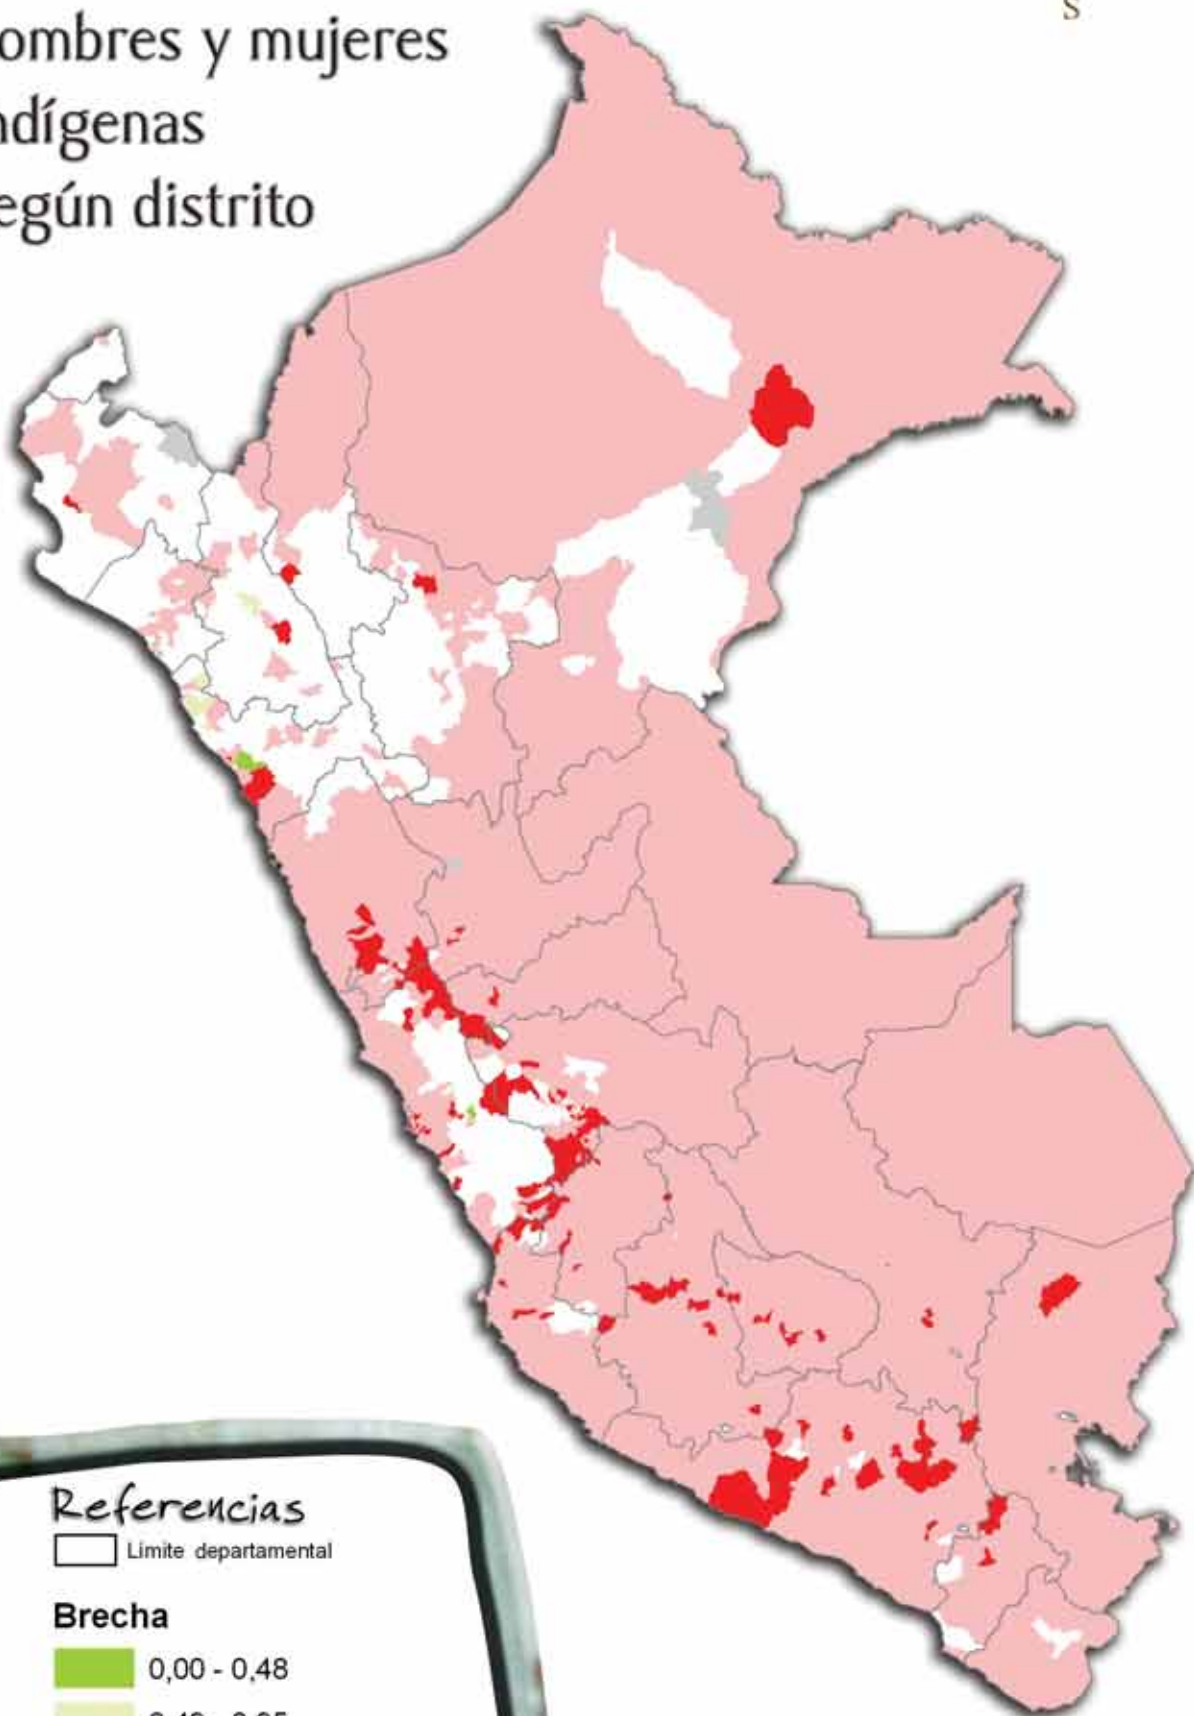 s
ombres y mujeres
ndígenas
egún distrito
Referencias
Límite departamental
Brecha
0,00 - 0,48